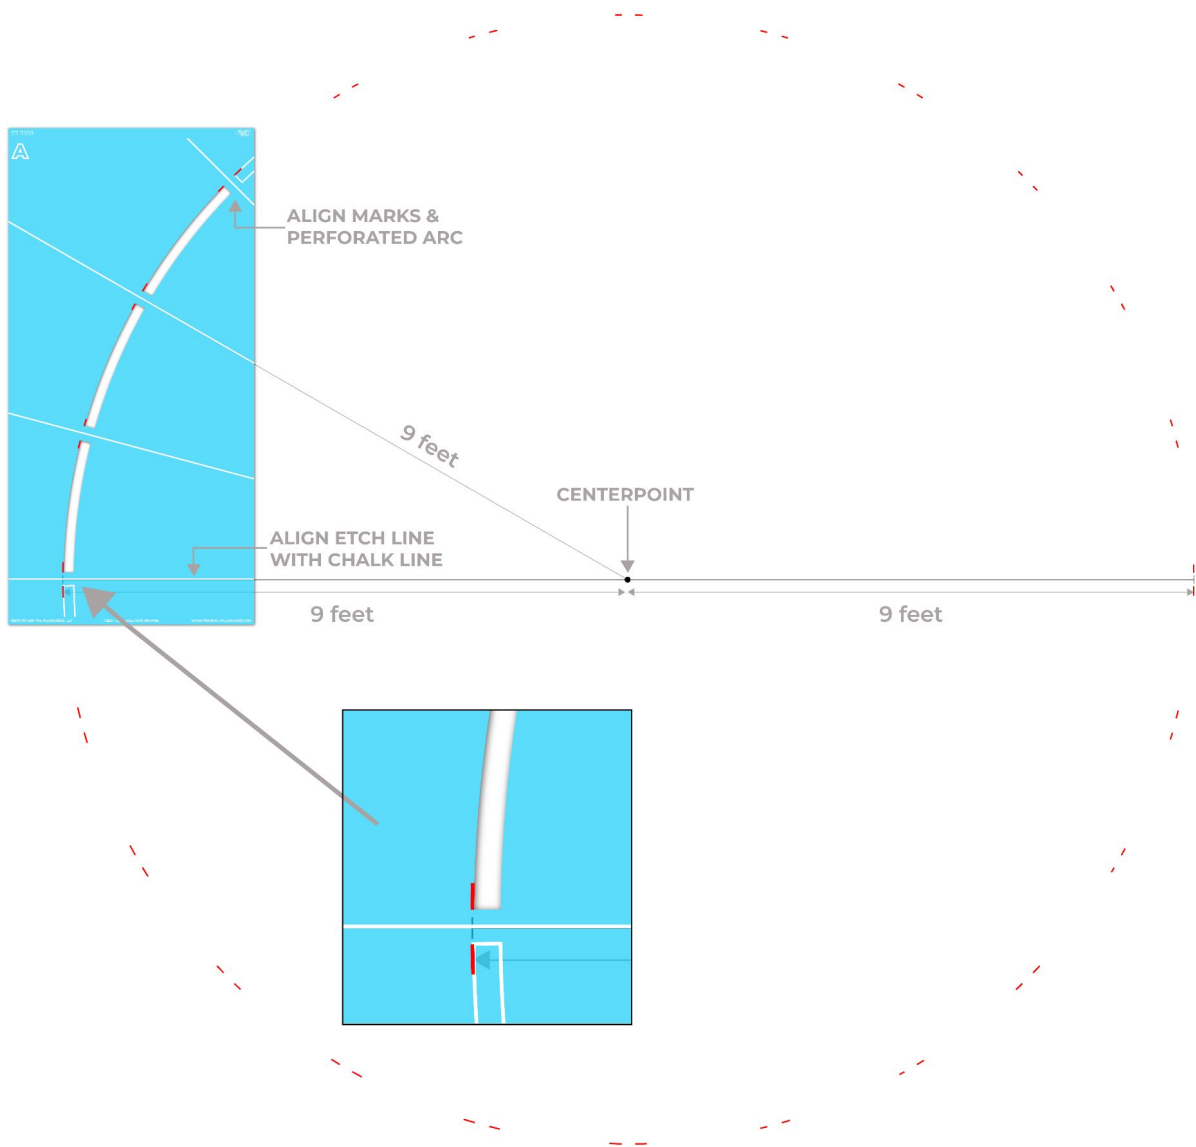 A
ALIGN MARKS &
PERFORATED ARC
9 feet
CENTERPOINT
ALIGN ETCH LINE
WITH CHALK LINE
9 feet
9 feet